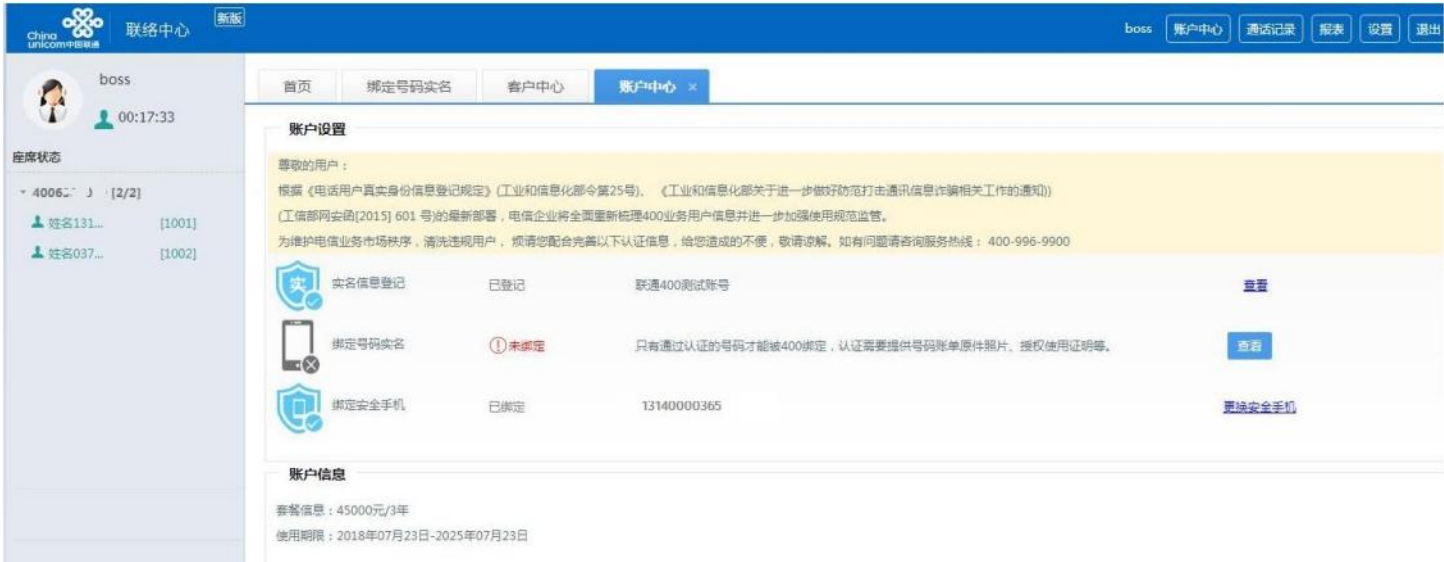 China
unicom中国联通
联络中心
新版
boss
账户中心
通话记录
报表
设置
退出
boss
00:17:33
座席状态
[2/2]
姓名131... [1001]
姓名037... [1002]
首页
绑定号码实名
客户中心
账户中心 ×
账户设置
尊敬的用户：
根据《电话用户真实身份信息登记规定》(工业和信息化部令第25号)、 《工业和信息化部关于进一步做好防范打击通讯信息诈骗相关工作的通知》)
(工信部网安函[2015] 601 号)的最新部署，电信企业将全面重新梳理400业务用户信息并进一步加强使用规范监管。
为维护电信业务市场秩序，清洗违规用户， 烦请您配合完善以下认证信息，给您造成的不便，敬请谅解。如有问题请咨询服务热线： 400-996-9900
实
实名信息登记 已登记 联通400测试账号 查看
绑定号码实名 未绑定 只有通过认证的号码才能被400绑定，认证需要提供号码账单原件照片、授权使用证明等。 查看
绑定安全手机 已绑定 13140000365 更换安全手机
账户信息
套餐信息：45000元/3年
使用期限：2018年07月23日-2025年07月23日